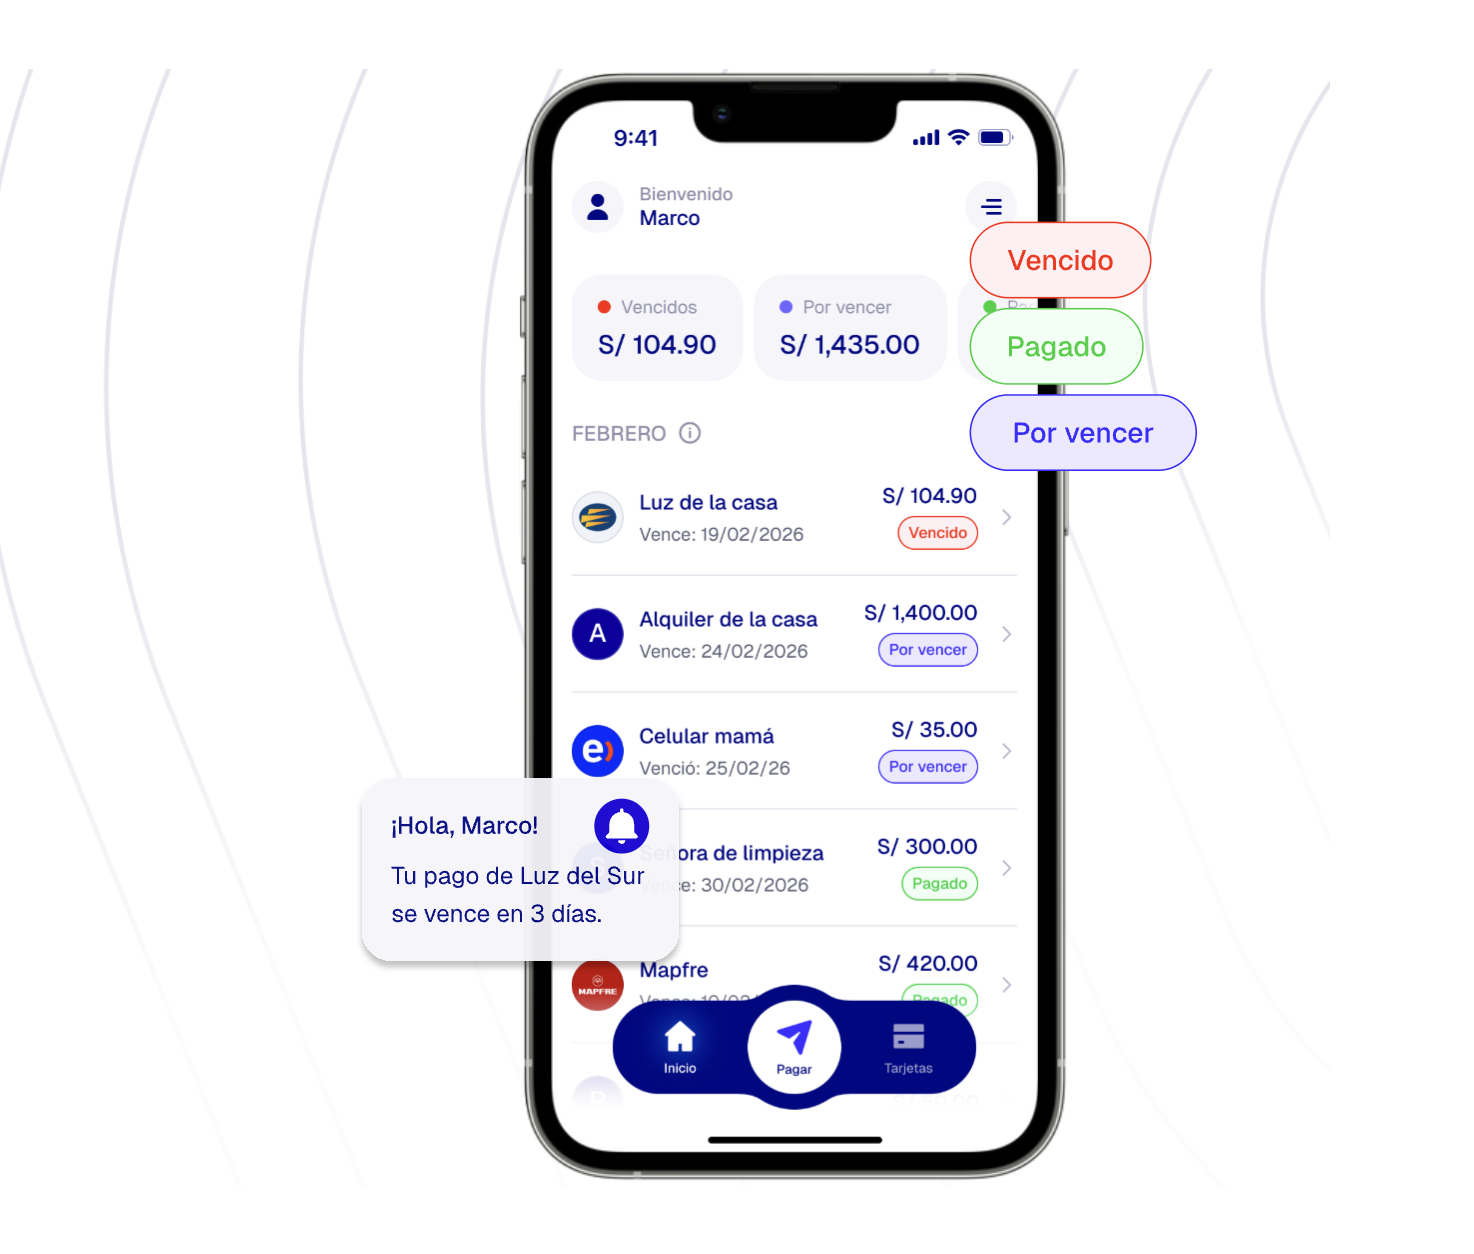 9:41
Bienvenido
Marco
Vencido
Vencidos
S/ 104.90
Por vencer
S/ 1,435.00
Pagado
Por vencer
FEBRERO
Luz de la casa
S/ 104.90
Vence: 19/02/2026
Vencido
A
Alquiler de la casa
S/ 1,400.00
Vence: 24/02/2026
Por vencer
e)
Celular mamá
S/ 35.00
Venció: 25/02/26
Por vencer
¡Hola, Marco!
Tu pago de Luz del Sur
se vence en 3 días.
Señora de limpieza
S/ 300.00
Vence: 30/02/2026
Pagado
MAPFRE
Mapfre
S/ 420.00
Pagado
Inicio
Pagar
Tarjetas